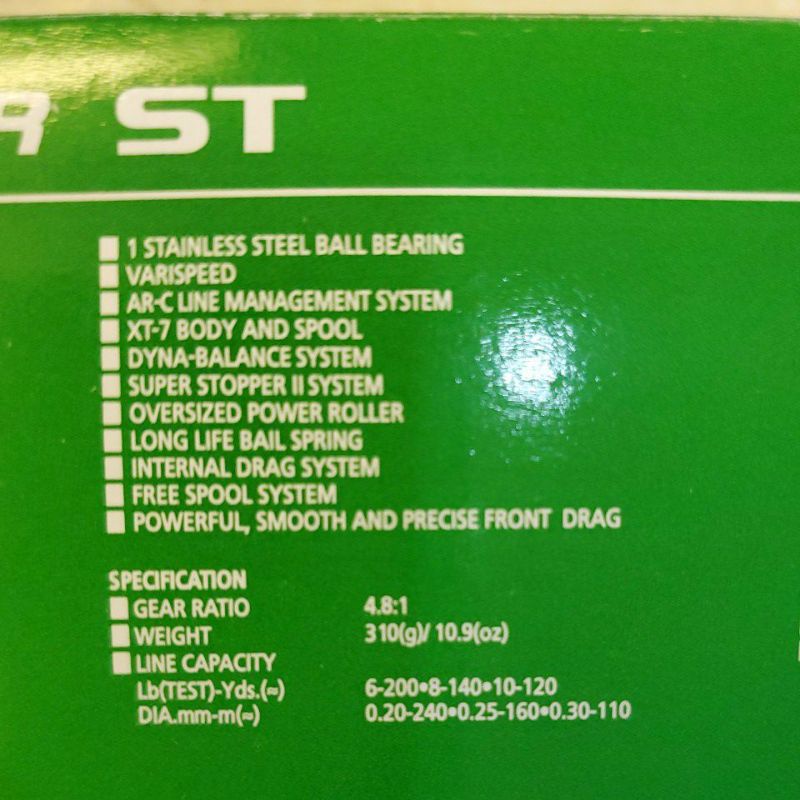 R ST
1 STAINLESS STEEL BALL BEARING
VARISPEED
AR-C LINE MANAGEMENT SYSTEM
XT-7 BODY AND SPOOL
DYNA-BALANCE SYSTEM
SUPER STOPPER II SYSTEM
OVERSIZED POWER ROLLER
LONG LIFE BAIL SPRING
INTERNAL DRAG SYSTEM
FREE SPOOL SYSTEM
POWERFUL, SMOOTH AND PRECISE FRONT DRAG
SPECIFICATION
GEAR RATIO 4.8:1
WEIGHT 310(g)/ 10.9(oz)
LINE CAPACITY
Lb(TEST)-Yds.(≈) 6-200•8-140•10-120
DIA.mm-m(≈) 0.20-240•0.25-160•0.30-110